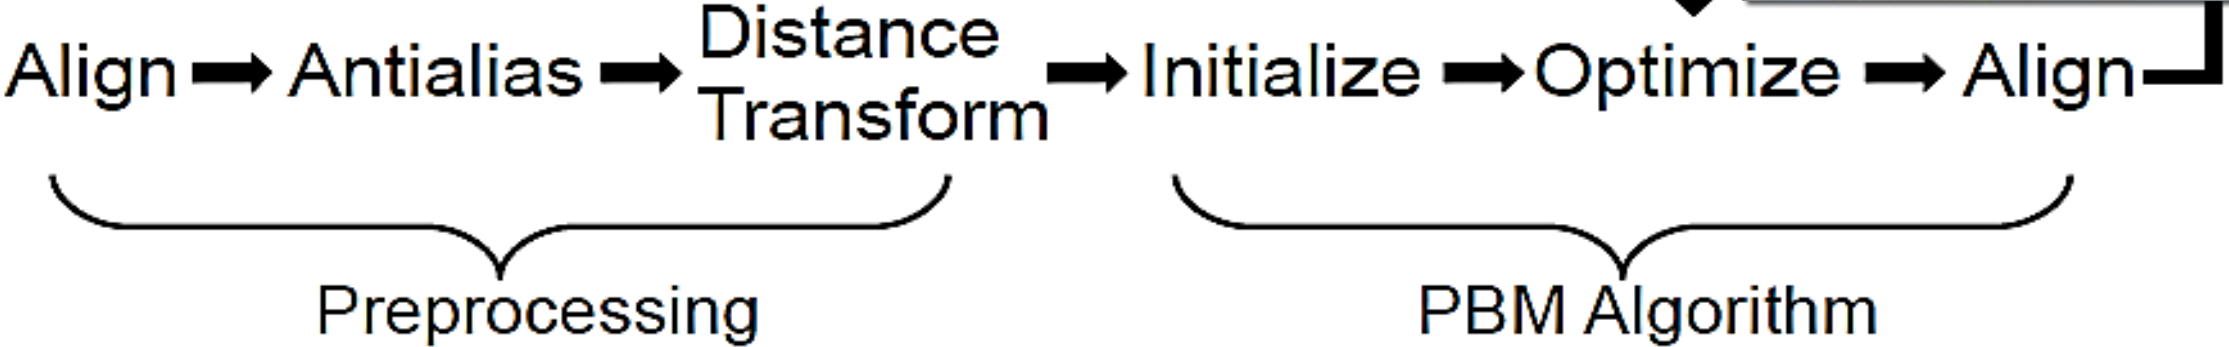 Align Antialias Distance Transform Initialize Optimize Align
Preprocessing PBM Algorithm